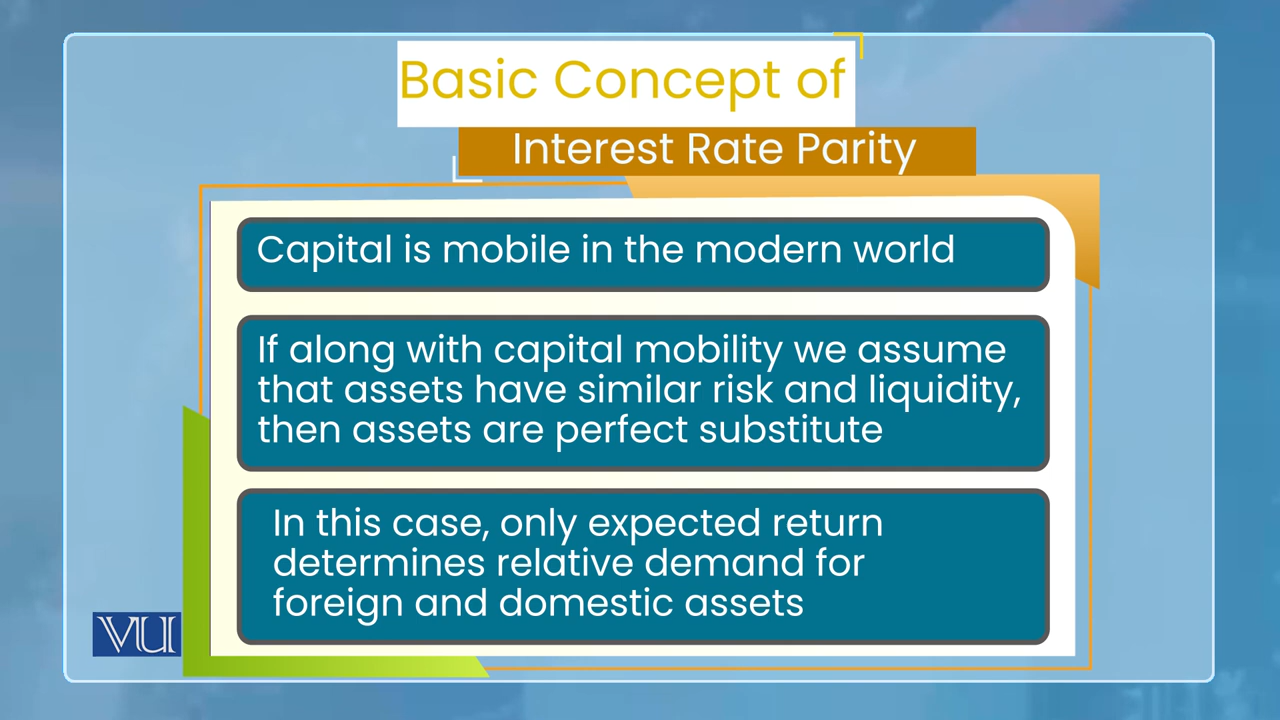 Basic Concept of
Interest Rate Parity
Capital is mobile in the modern world
If along with capital mobility we assume
that assets have similar risk and liquidity,
then assets are perfect substitute
In this case, only expected return
determines relative demand for
foreign and domestic assets
VU